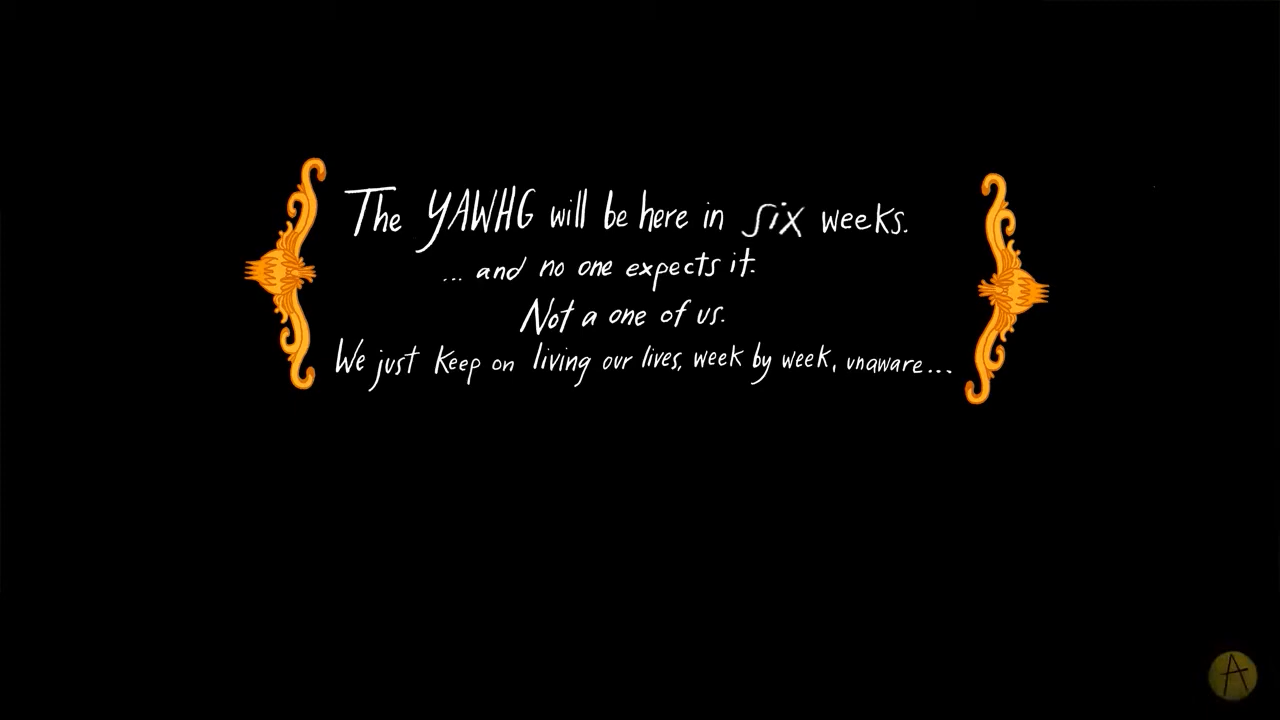 The YAWHG will be here in six weeks.
... and no one expects it.
Not a one of us.
We just keep on living our lives, week by week, unaware...
A